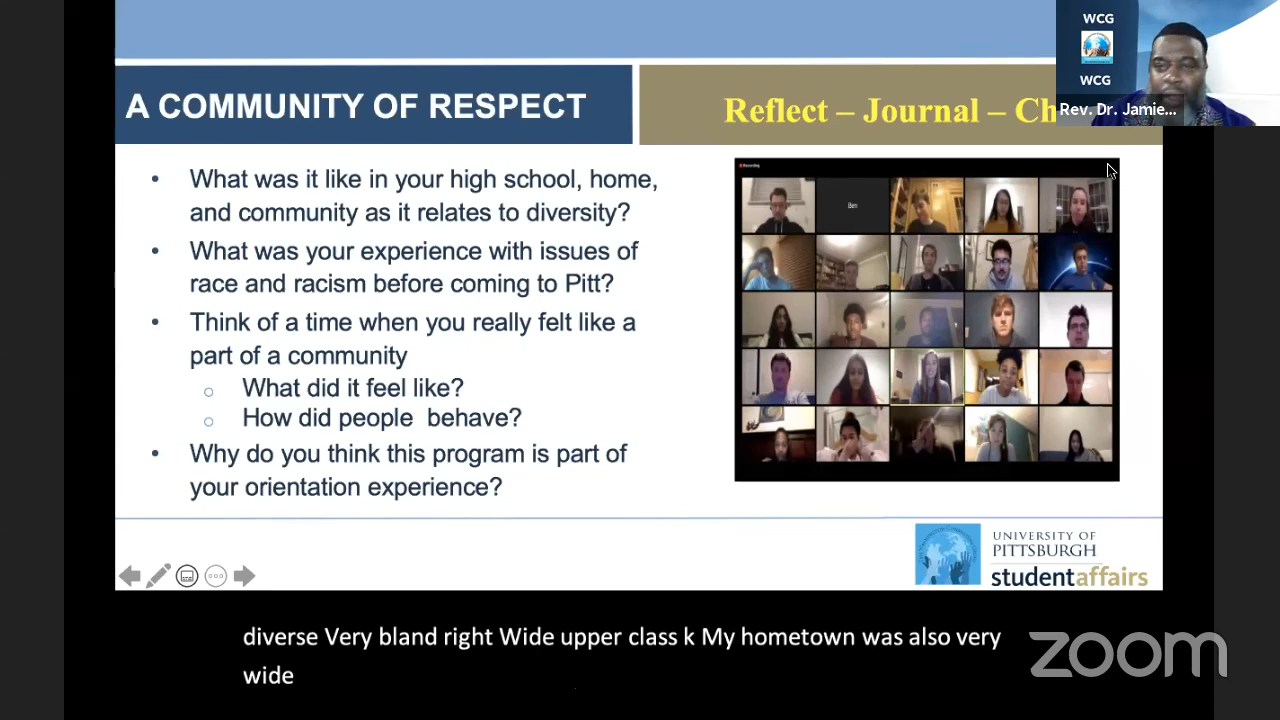 WCG
WCG
Rev. Dr. Jamie...
A COMMUNITY OF RESPECT
Reflect – Journal – Ch
• What was it like in your high school, home,
and community as it relates to diversity?
• What was your experience with issues of
race and racism before coming to Pitt?
• Think of a time when you really felt like a
part of a community
○ What did it feel like?
○ How did people behave?
• Why do you think this program is part of
your orientation experience?
Recording
Ben
UNIVERSITY OF
PITTSBURGH
studentaffairs
diverse Very bland right Wide upper class k My hometown was also very
wide
zoom